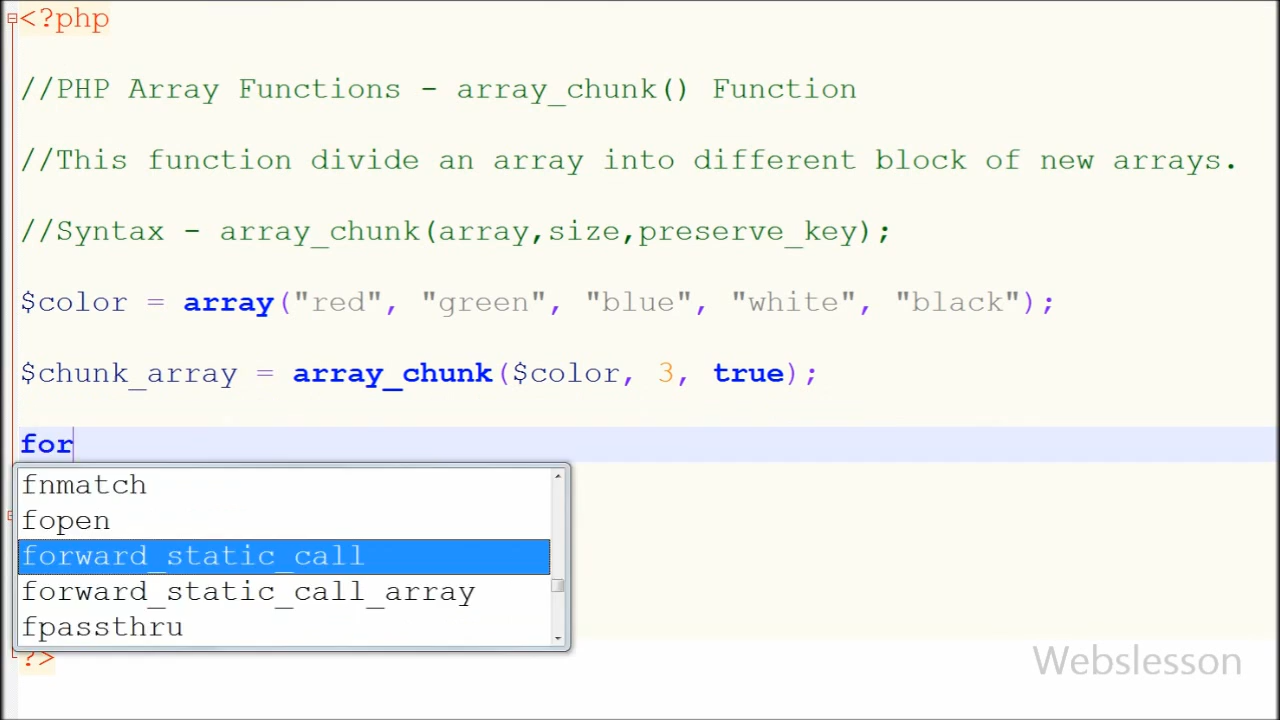 <?php
//PHP Array Functions - array_chunk() Function
//This function divide an array into different block of new arrays.
//Syntax - array_chunk(array,size,preserve_key);
$color = array("red", "green", "blue", "white", "black");
$chunk_array = array_chunk($color, 3, true);
for
fnmatch
fopen
forward_static_call
forward_static_call_array
fpassthru
?>
Webslesson